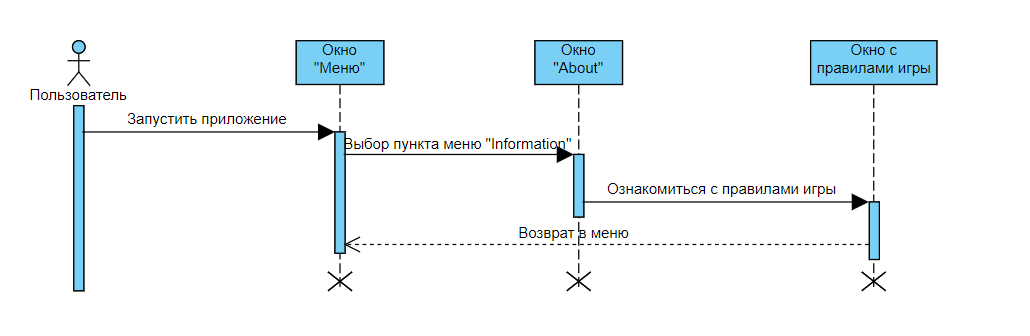 Пользователь
Окно
"Меню"
Окно
"About"
Окно с
правилами игры
Запустить приложение
Выбор пункта меню "Information"
Ознакомиться с правилами игры
Возврат в меню